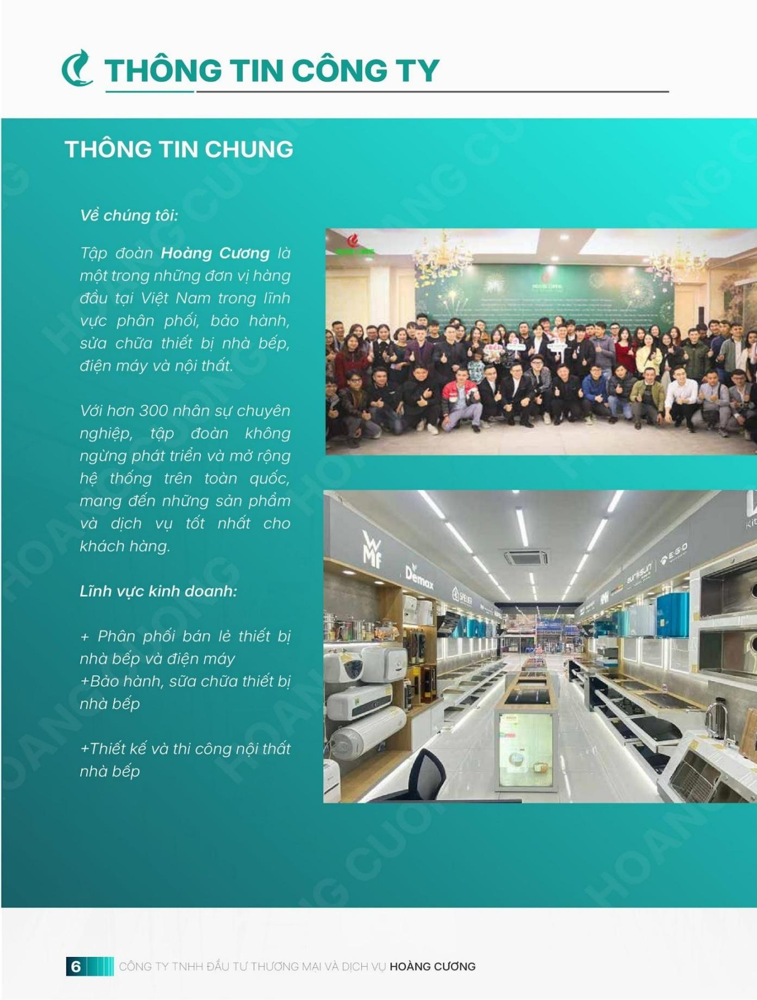 THÔNG TIN CÔNG TY
THÔNG TIN CHUNG
Về chúng tôi:
Tập đoàn Hoàng Cương là
một trong những đơn vị hàng
đầu tại Việt Nam trong lĩnh
vực phân phối, bảo hành,
sửa chữa thiết bị nhà bếp,
điện máy và nội thất.
Với hơn 300 nhân sự chuyên
nghiệp, tập đoàn không
ngừng phát triển và mở rộng
hệ thống trên toàn quốc,
mang đến những sản phẩm
và dịch vụ tốt nhất cho
khách hàng.
Lĩnh vực kinh doanh:
+ Phân phối bán lẻ thiết bị
nhà bếp và điện máy
+Bảo hành, sữa chữa thiết bị
nhà bếp
+Thiết kế và thi công nội thất
nhà bếp
HOÀNG CƯƠNG
WMF
Demax
SPELIER
eurosun
E·G·O
HOANG CUONG
6
CÔNG TY TNHH ĐẦU TƯ THƯƠNG MẠI VÀ DỊCH VỤ HOÀNG CƯƠNG